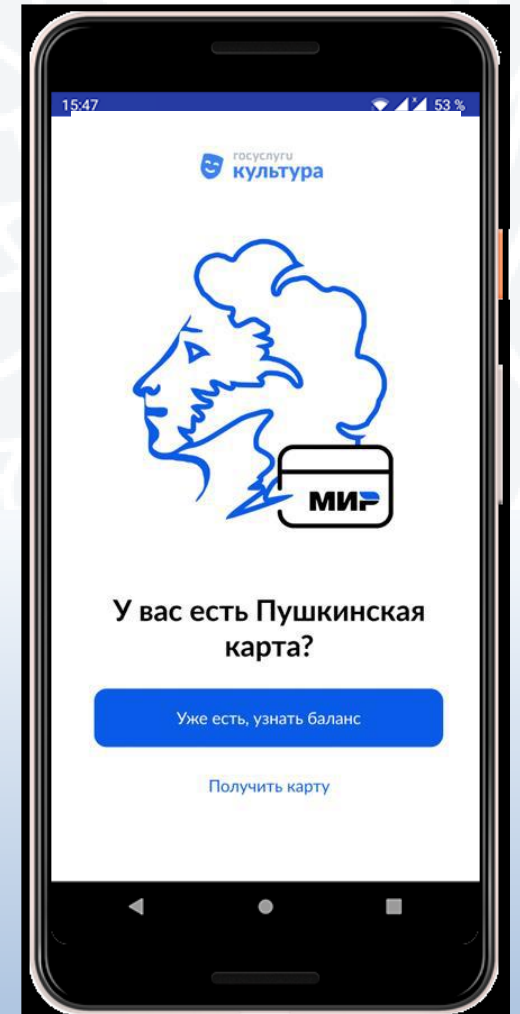 15:47
53 %
госуслуги
культура
МИР
У вас есть Пушкинская
карта?
Уже есть, узнать баланс
Получить карту